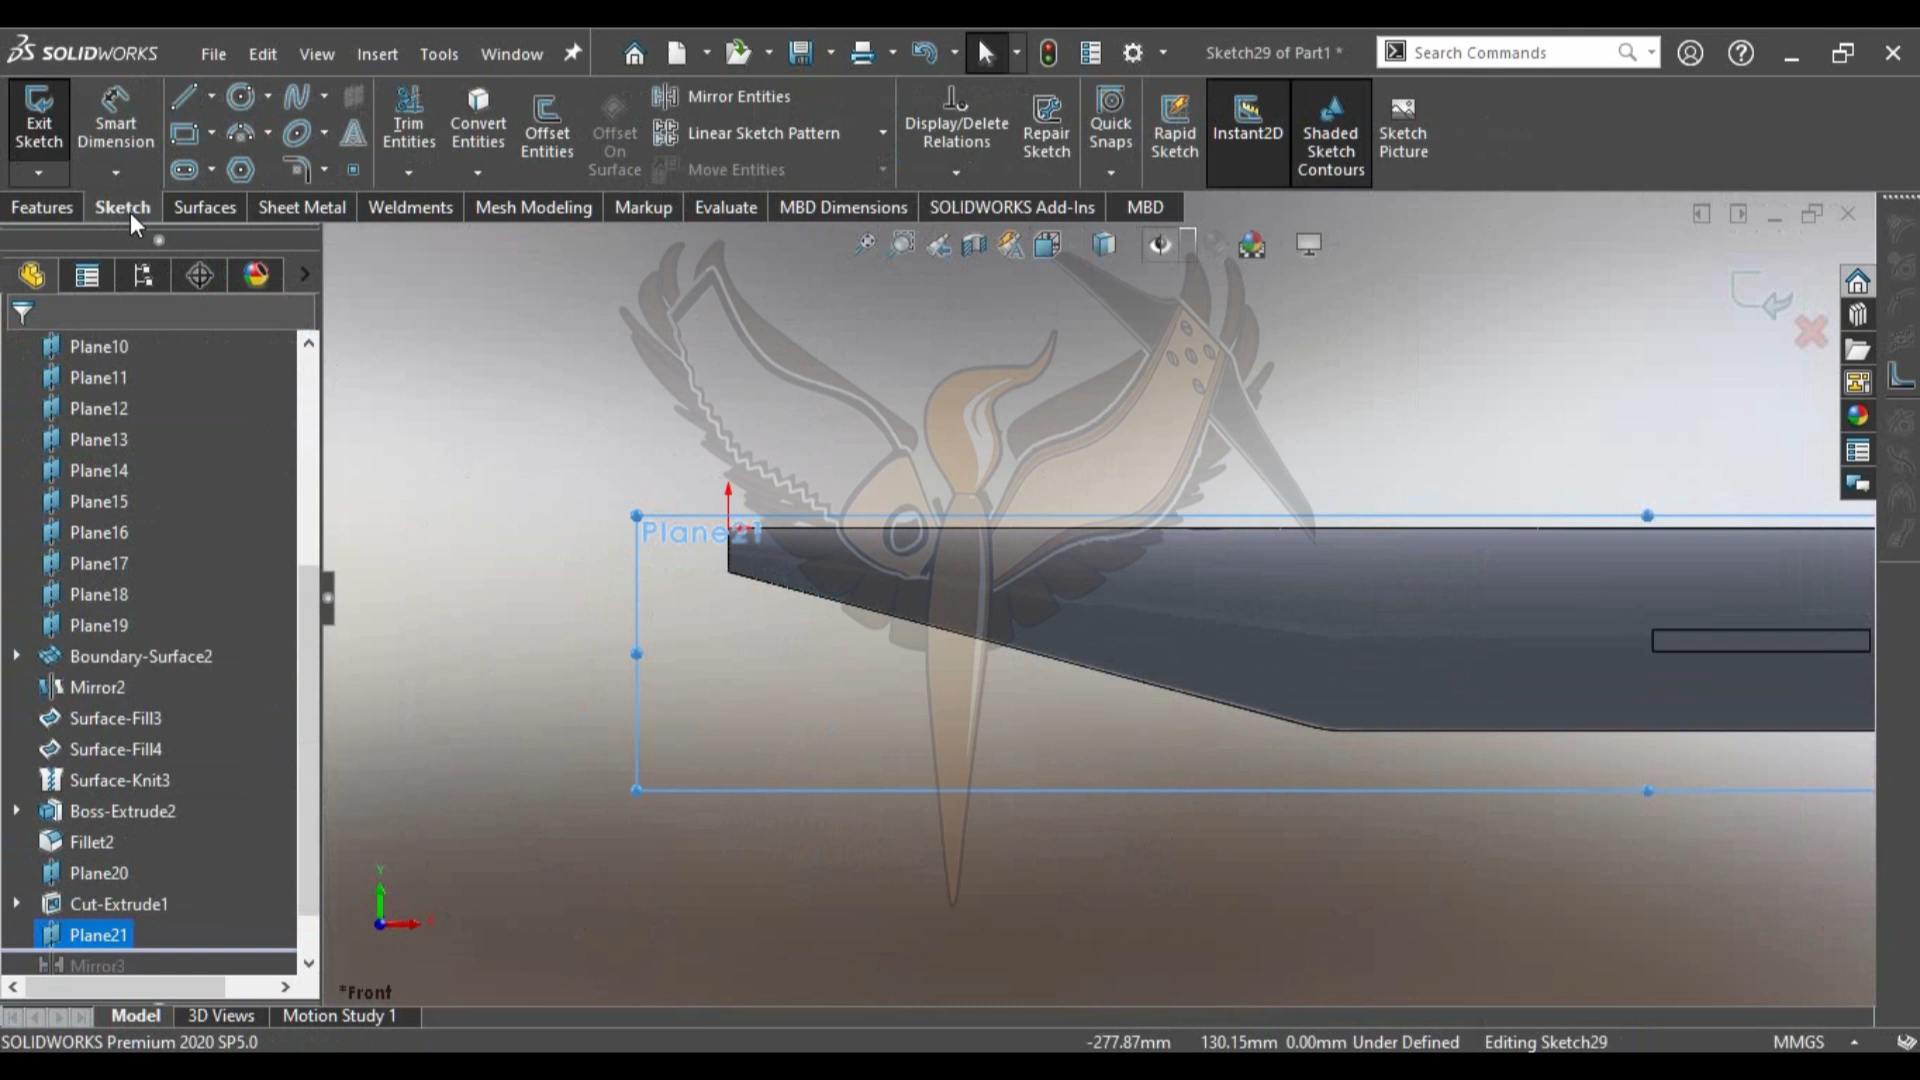 SOLIDWORKS File Edit View Insert Tools Window Sketch29 of Part1 * Search Commands
Exit Sketch
Smart Dimension
Trim Entities
Convert Entities
Offset Entities
Offset On Surface
Mirror Entities
Linear Sketch Pattern
Move Entities
Display/Delete Relations
Repair Sketch
Quick Snaps
Rapid Sketch
Instant2D
Shaded Sketch Contours
Sketch Picture
Features Sketch Surfaces Sheet Metal Weldments Mesh Modeling Markup Evaluate MBD Dimensions SOLIDWORKS Add-Ins MBD
Plane10
Plane11
Plane12
Plane13
Plane14
Plane15
Plane16
Plane17
Plane18
Plane19
Boundary-Surface2
Mirror2
Surface-Fill3
Surface-Fill4
Surface-Knit3
Boss-Extrude2
Fillet2
Plane20
Cut-Extrude1
Plane21
Mirror3
Plane21
Y
X
*Front
Model 3D Views Motion Study 1
SOLIDWORKS Premium 2020 SP5.0 -277.87mm 130.15mm 0.00mm Under Defined Editing Sketch29 MMGS